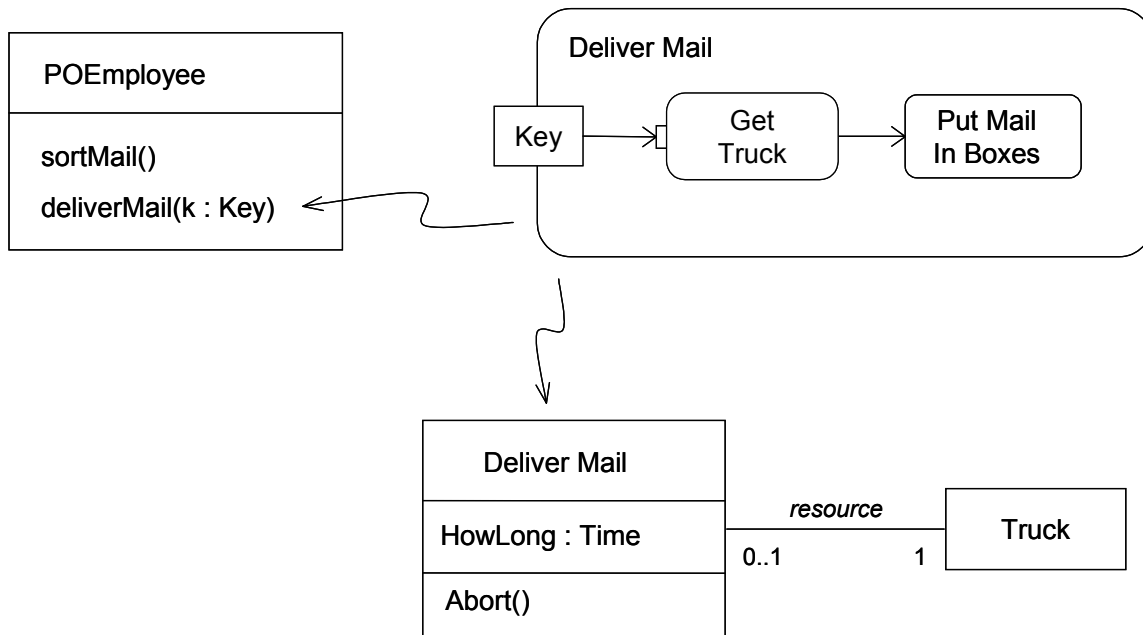 POEmployee
sortMail()
deliverMail(k : Key)
Deliver Mail
Key
Get
Truck
Put Mail
In Boxes
Deliver Mail
HowLong : Time
Abort()
resource
0..1
1
Truck